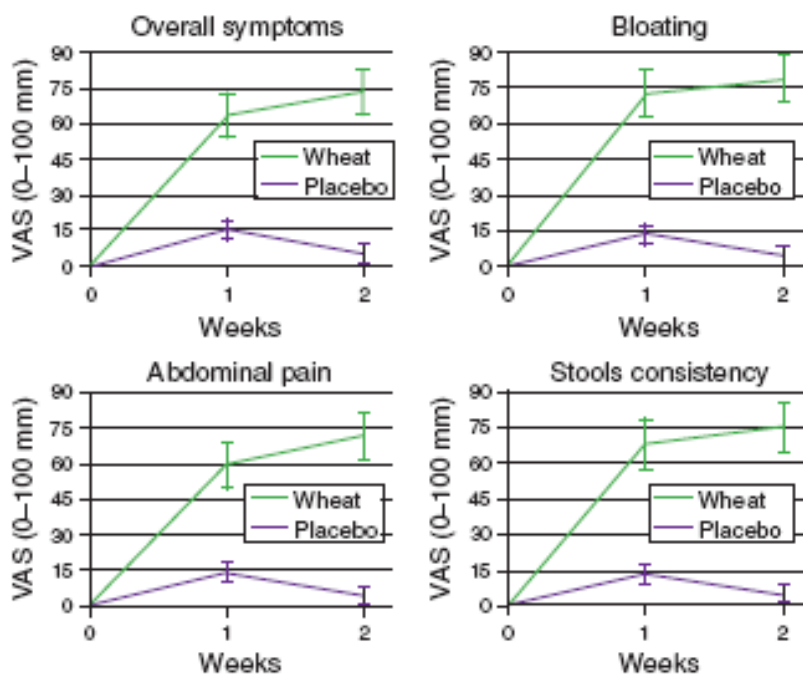 Overall symptoms
VAS (0–100 mm)
90
75
60
45
30
15
0
Wheat
Placebo
0 1 2
Weeks
Bloating
VAS (0–100 mm)
90
75
60
45
30
15
0
Wheat
Placebo
0 1 2
Weeks
Abdominal pain
VAS (0–100 mm)
90
75
60
45
30
15
0
Wheat
Placebo
0 1 2
Weeks
Stools consistency
VAS (0–100 mm)
90
75
60
45
30
15
0
Wheat
Placebo
0 1 2
Weeks